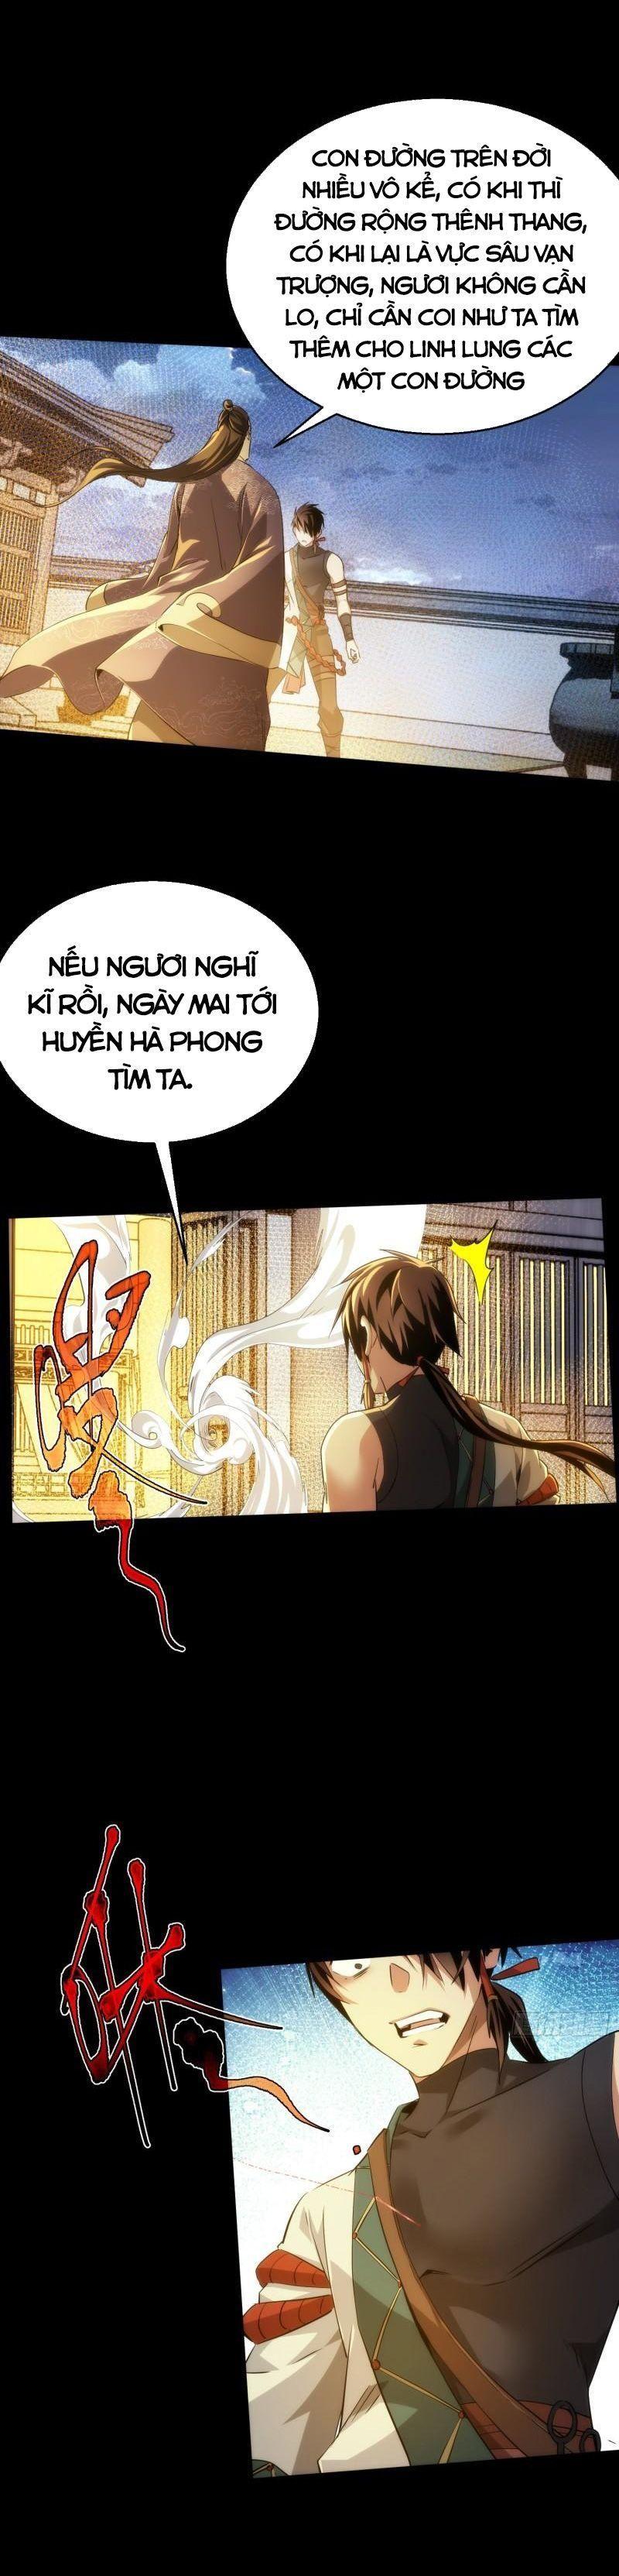 CON ĐƯỜNG TRÊN ĐỜI
NHIỀU VÔ KỂ, CÓ KHI THÌ
ĐƯỜNG RỘNG THÊNH THANG,
CÓ KHI LẠI LÀ VỰC SÂU VẠN
TRƯỢNG, NGƯƠI KHÔNG CẦN
LO, CHỈ CẦN COI NHƯ TA TÌM
THÊM CHO LINH LUNG CÁC
MỘT CON ĐƯỜNG
NẾU NGƯƠI NGHĨ
KĨ RỒI, NGÀY MAI TỚI
HUYỀN HÀ PHONG
TÌM TA.